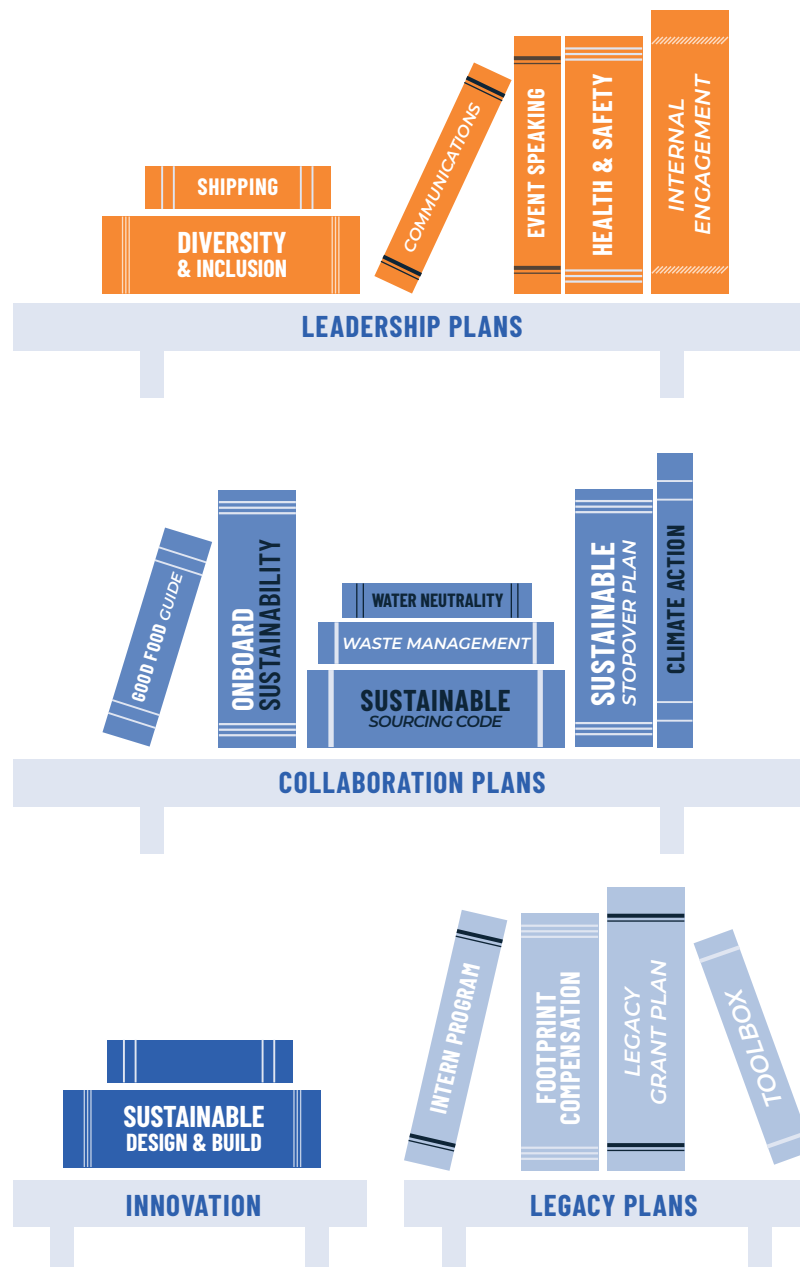 SHIPPING
DIVERSITY
& INCLUSION
COMMUNICATIONS
EVENT SPEAKING
HEALTH & SAFETY
INTERNAL
ENGAGEMENT
LEADERSHIP PLANS
GOOD FOOD GUIDE
ONBOARD
SUSTAINABILITY
WATER NEUTRALITY
WASTE MANAGEMENT
SUSTAINABLE
SOURCING CODE
SUSTAINABLE
STOPOVER PLAN
CLIMATE ACTION
COLLABORATION PLANS
SUSTAINABLE
DESIGN & BUILD
INNOVATION
INTERN PROGRAM
FOOTPRINT
COMPENSATION
LEGACY
GRANT PLAN
TOOLBOX
LEGACY PLANS